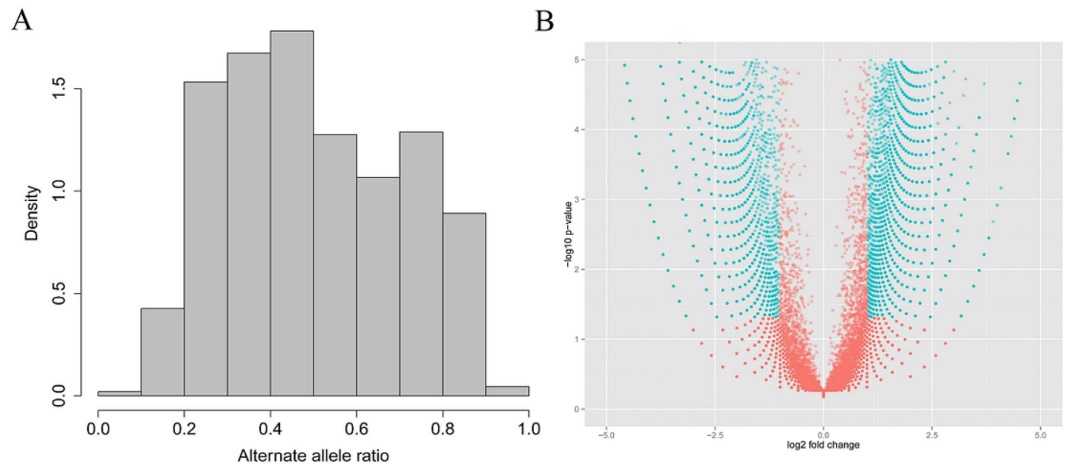 A
Density
0.0
0.5
1.0
1.5
0.0 0.2 0.4 0.6 0.8 1.0
Alternate allele ratio
B
−log10 p-value
5
4
3
2
1
0
−5.0 −2.5 0.0 2.5 5.0
log2 fold change